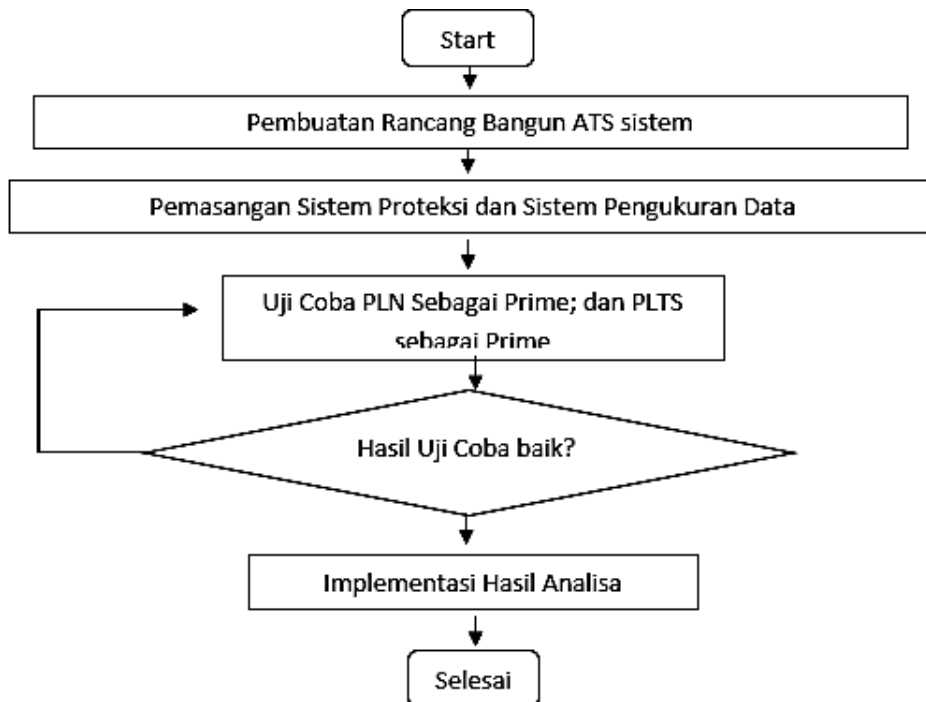 Start
Pembuatan Rancang Bangun ATS sistem
Pemasangan Sistem Proteksi dan Sistem Pengukuran Data
Uji Coba PLN Sebagai Prime; dan PLTS
sebagai Prime
Hasil Uji Coba baik?
Implementasi Hasil Analisa
Selesai